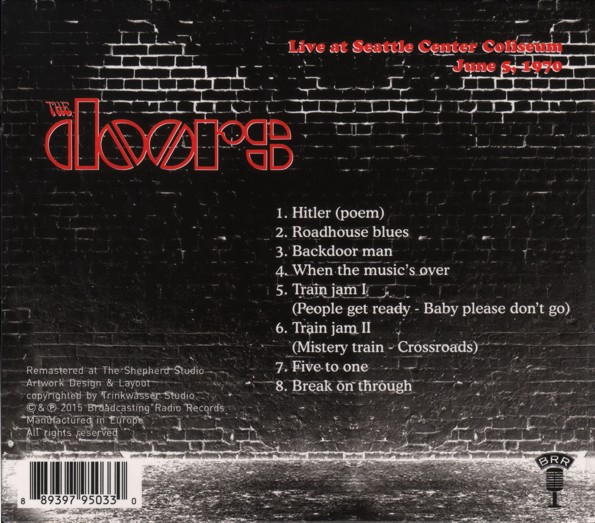 Live at Seattle Center Coliseum
June 5, 1970
THE
doors
1. Hitler (poem)
2. Roadhouse blues
3. Backdoor man
4. When the music's over
5. Train jam I
(People get ready - Baby please don't go)
6. Train jam II
(Mistery train - Crossroads)
7. Five to one
8. Break on through
Remastered at The Shepherd Studio
Artwork Design & Layout
copyrighted by Trinkwasser Studio
©&℗ 2015 Broadcasting Radio Records
Manufactured in Europe
All rights reserved
8 89397 95033 0
BRR